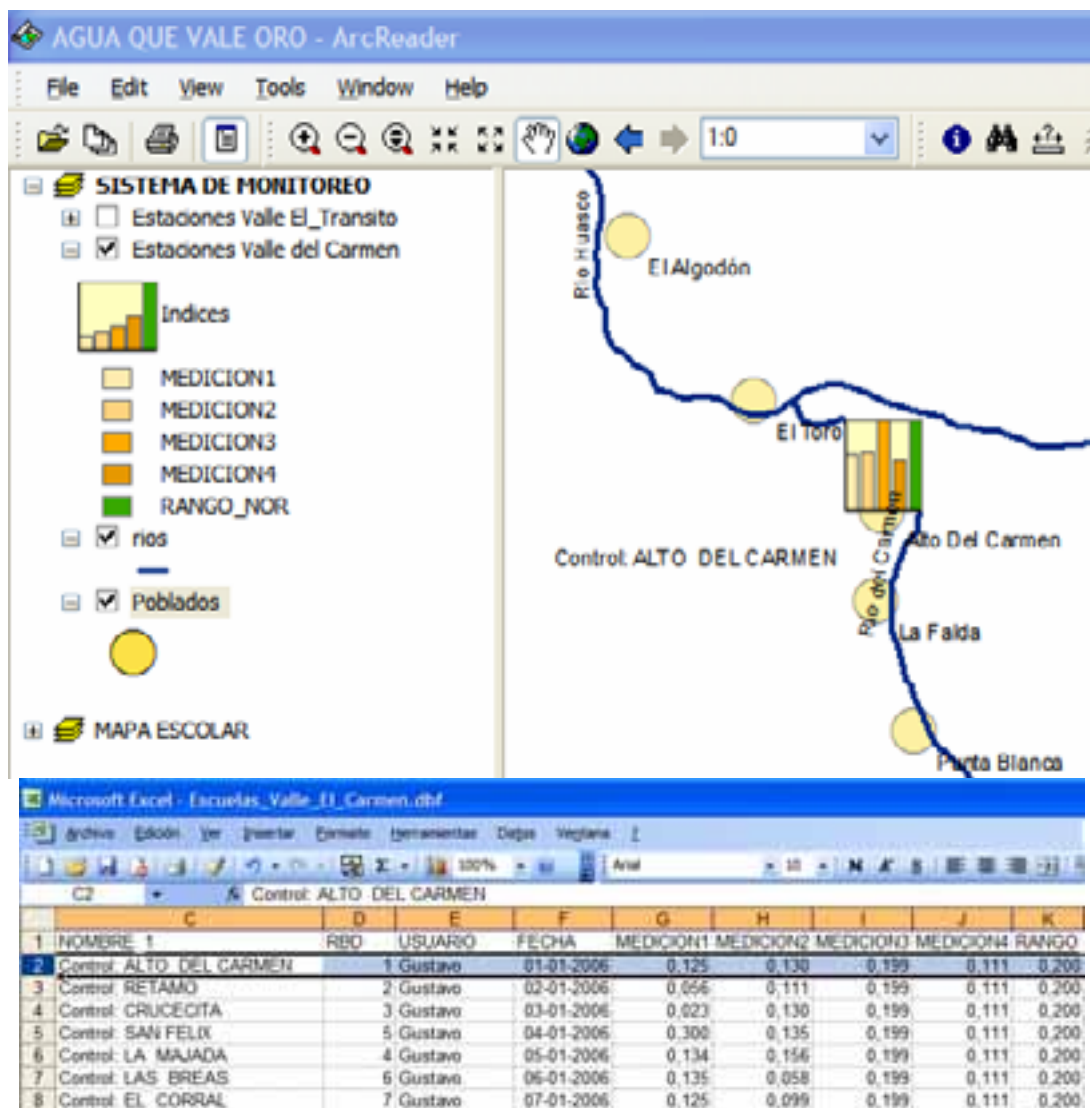 AGUA QUE VALE ORO - ArcReader
File Edit View Tools Window Help
1:0
SISTEMA DE MONITOREO
Estaciones Valle El_Transito
Estaciones Valle del Carmen
Indices
MEDICION1
MEDICION2
MEDICION3
MEDICION4
RANGO_NOR
rios
Poblados
MAPA ESCOLAR
Rio Huasco
El Algodón
El Toro
Control: ALTO DEL CARMEN
Alto Del Carmen
Rio del Carmen
La Falda
Punta Blanca
Microsoft Excel - Escuelas_Valle_El_Carmen.dbf
Archivo Edición Ver Insertar Formato Herramientas Datos Ventana ?
100% Arial 10 N K S
C2 fx Control: ALTO DEL CARMEN
C D E F G H I J K
1 NOMBRE_1 RBD USUARIO FECHA MEDICION1 MEDICION2 MEDICION3 MEDICION4 RANGO
2 Control: ALTO DEL CARMEN 1 Gustavo 01-01-2006 0,125 0,130 0,199 0,111 0,200
3 Control: RETAMO 2 Gustavo 02-01-2006 0,056 0,111 0,199 0,111 0,200
4 Control: CRUCECITA 3 Gustavo 03-01-2006 0,023 0,130 0,199 0,111 0,200
5 Control: SAN FELIX 5 Gustavo 04-01-2006 0,300 0,135 0,199 0,111 0,200
6 Control: LA MAJADA 4 Gustavo 05-01-2006 0,134 0,156 0,199 0,111 0,200
7 Control: LAS BREAS 6 Gustavo 06-01-2006 0,135 0,058 0,199 0,111 0,200
8 Control: EL CORRAL 7 Gustavo 07-01-2006 0,125 0,099 0,199 0,111 0,200